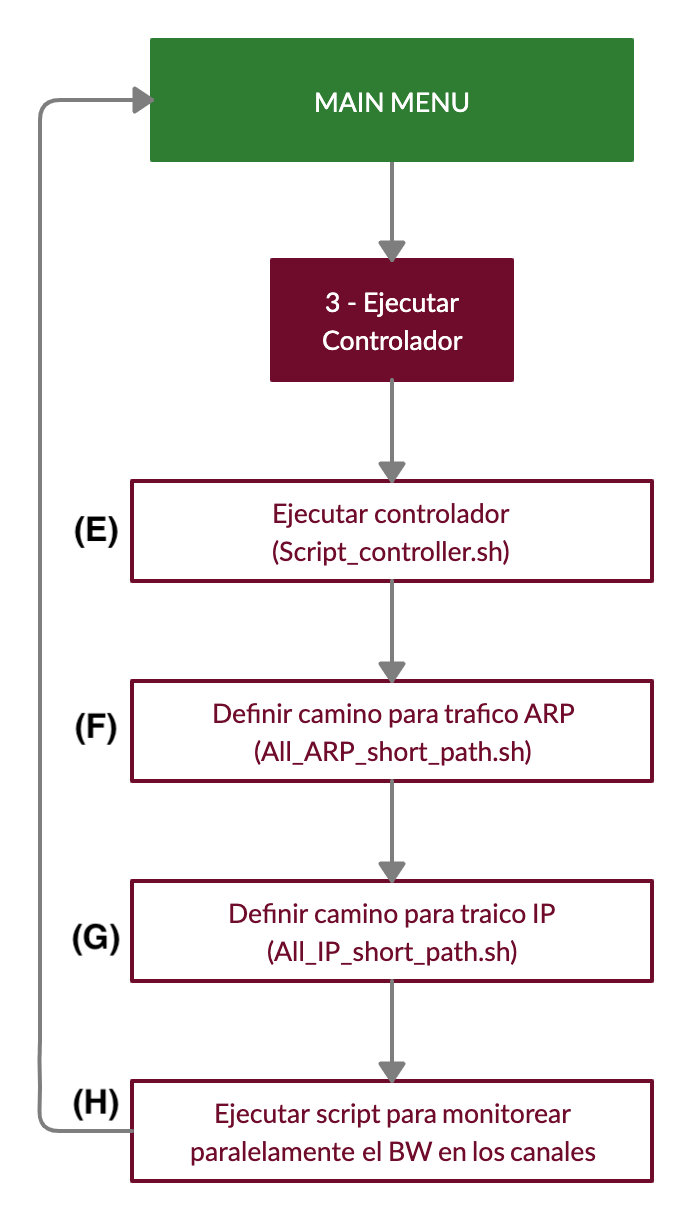 MAIN MENU
3 - Ejecutar
Controlador
(E)
Ejecutar controlador
(Script_controller.sh)
(F)
Definir camino para trafico ARP
(All_ARP_short_path.sh)
(G)
Definir camino para traico IP
(All_IP_short_path.sh)
(H)
Ejecutar script para monitorear
paralelamente el BW en los canales